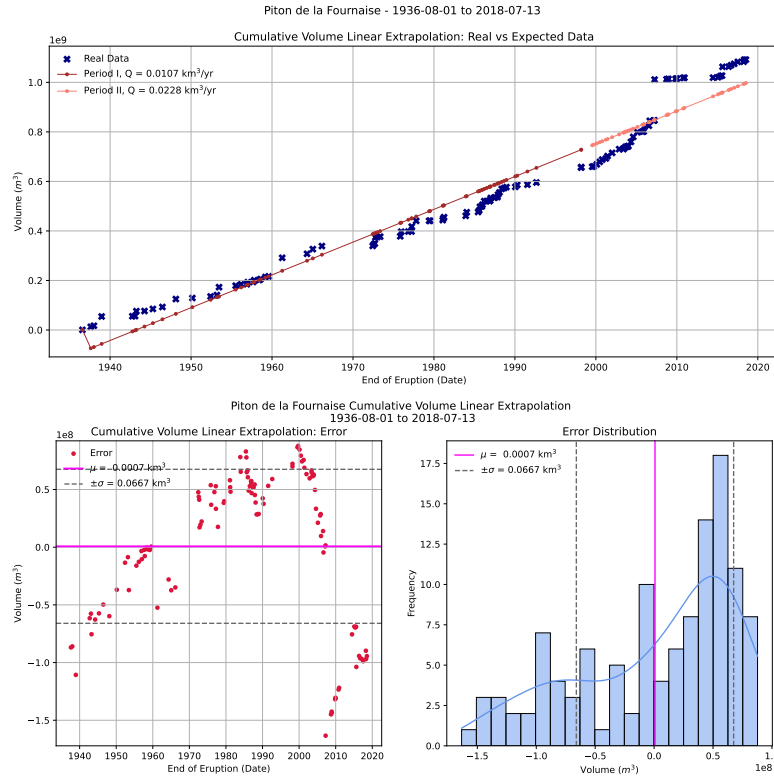 Piton de la Fournaise - 1936-08-01 to 2018-07-13
Cumulative Volume Linear Extrapolation: Real vs Expected Data
1e9
Real Data
Period I, Q = 0.0107 km³/yr
Period II, Q = 0.0228 km³/yr
1.0
0.8
0.6
0.4
0.2
0.0
Volume (m³)
1940 1950 1960 1970 1980 1990 2000 2010 2020
End of Eruption (Date)
Piton de la Fournaise Cumulative Volume Linear Extrapolation
1936-08-01 to 2018-07-13
Cumulative Volume Linear Extrapolation: Error
1e8
Error
μ = 0.0007 km³
±σ = 0.0667 km³
0.5
0.0
−0.5
−1.0
−1.5
Volume (m³)
1940 1950 1960 1970 1980 1990 2000 2010 2020
End of Eruption (Date)
Error Distribution
μ = 0.0007 km³
±σ = 0.0667 km³
17.5
15.0
12.5
10.0
7.5
5.0
2.5
0.0
Frequency
−1.5 −1.0 −0.5 0.0 0.5 1.0
1e8
Volume (m³)